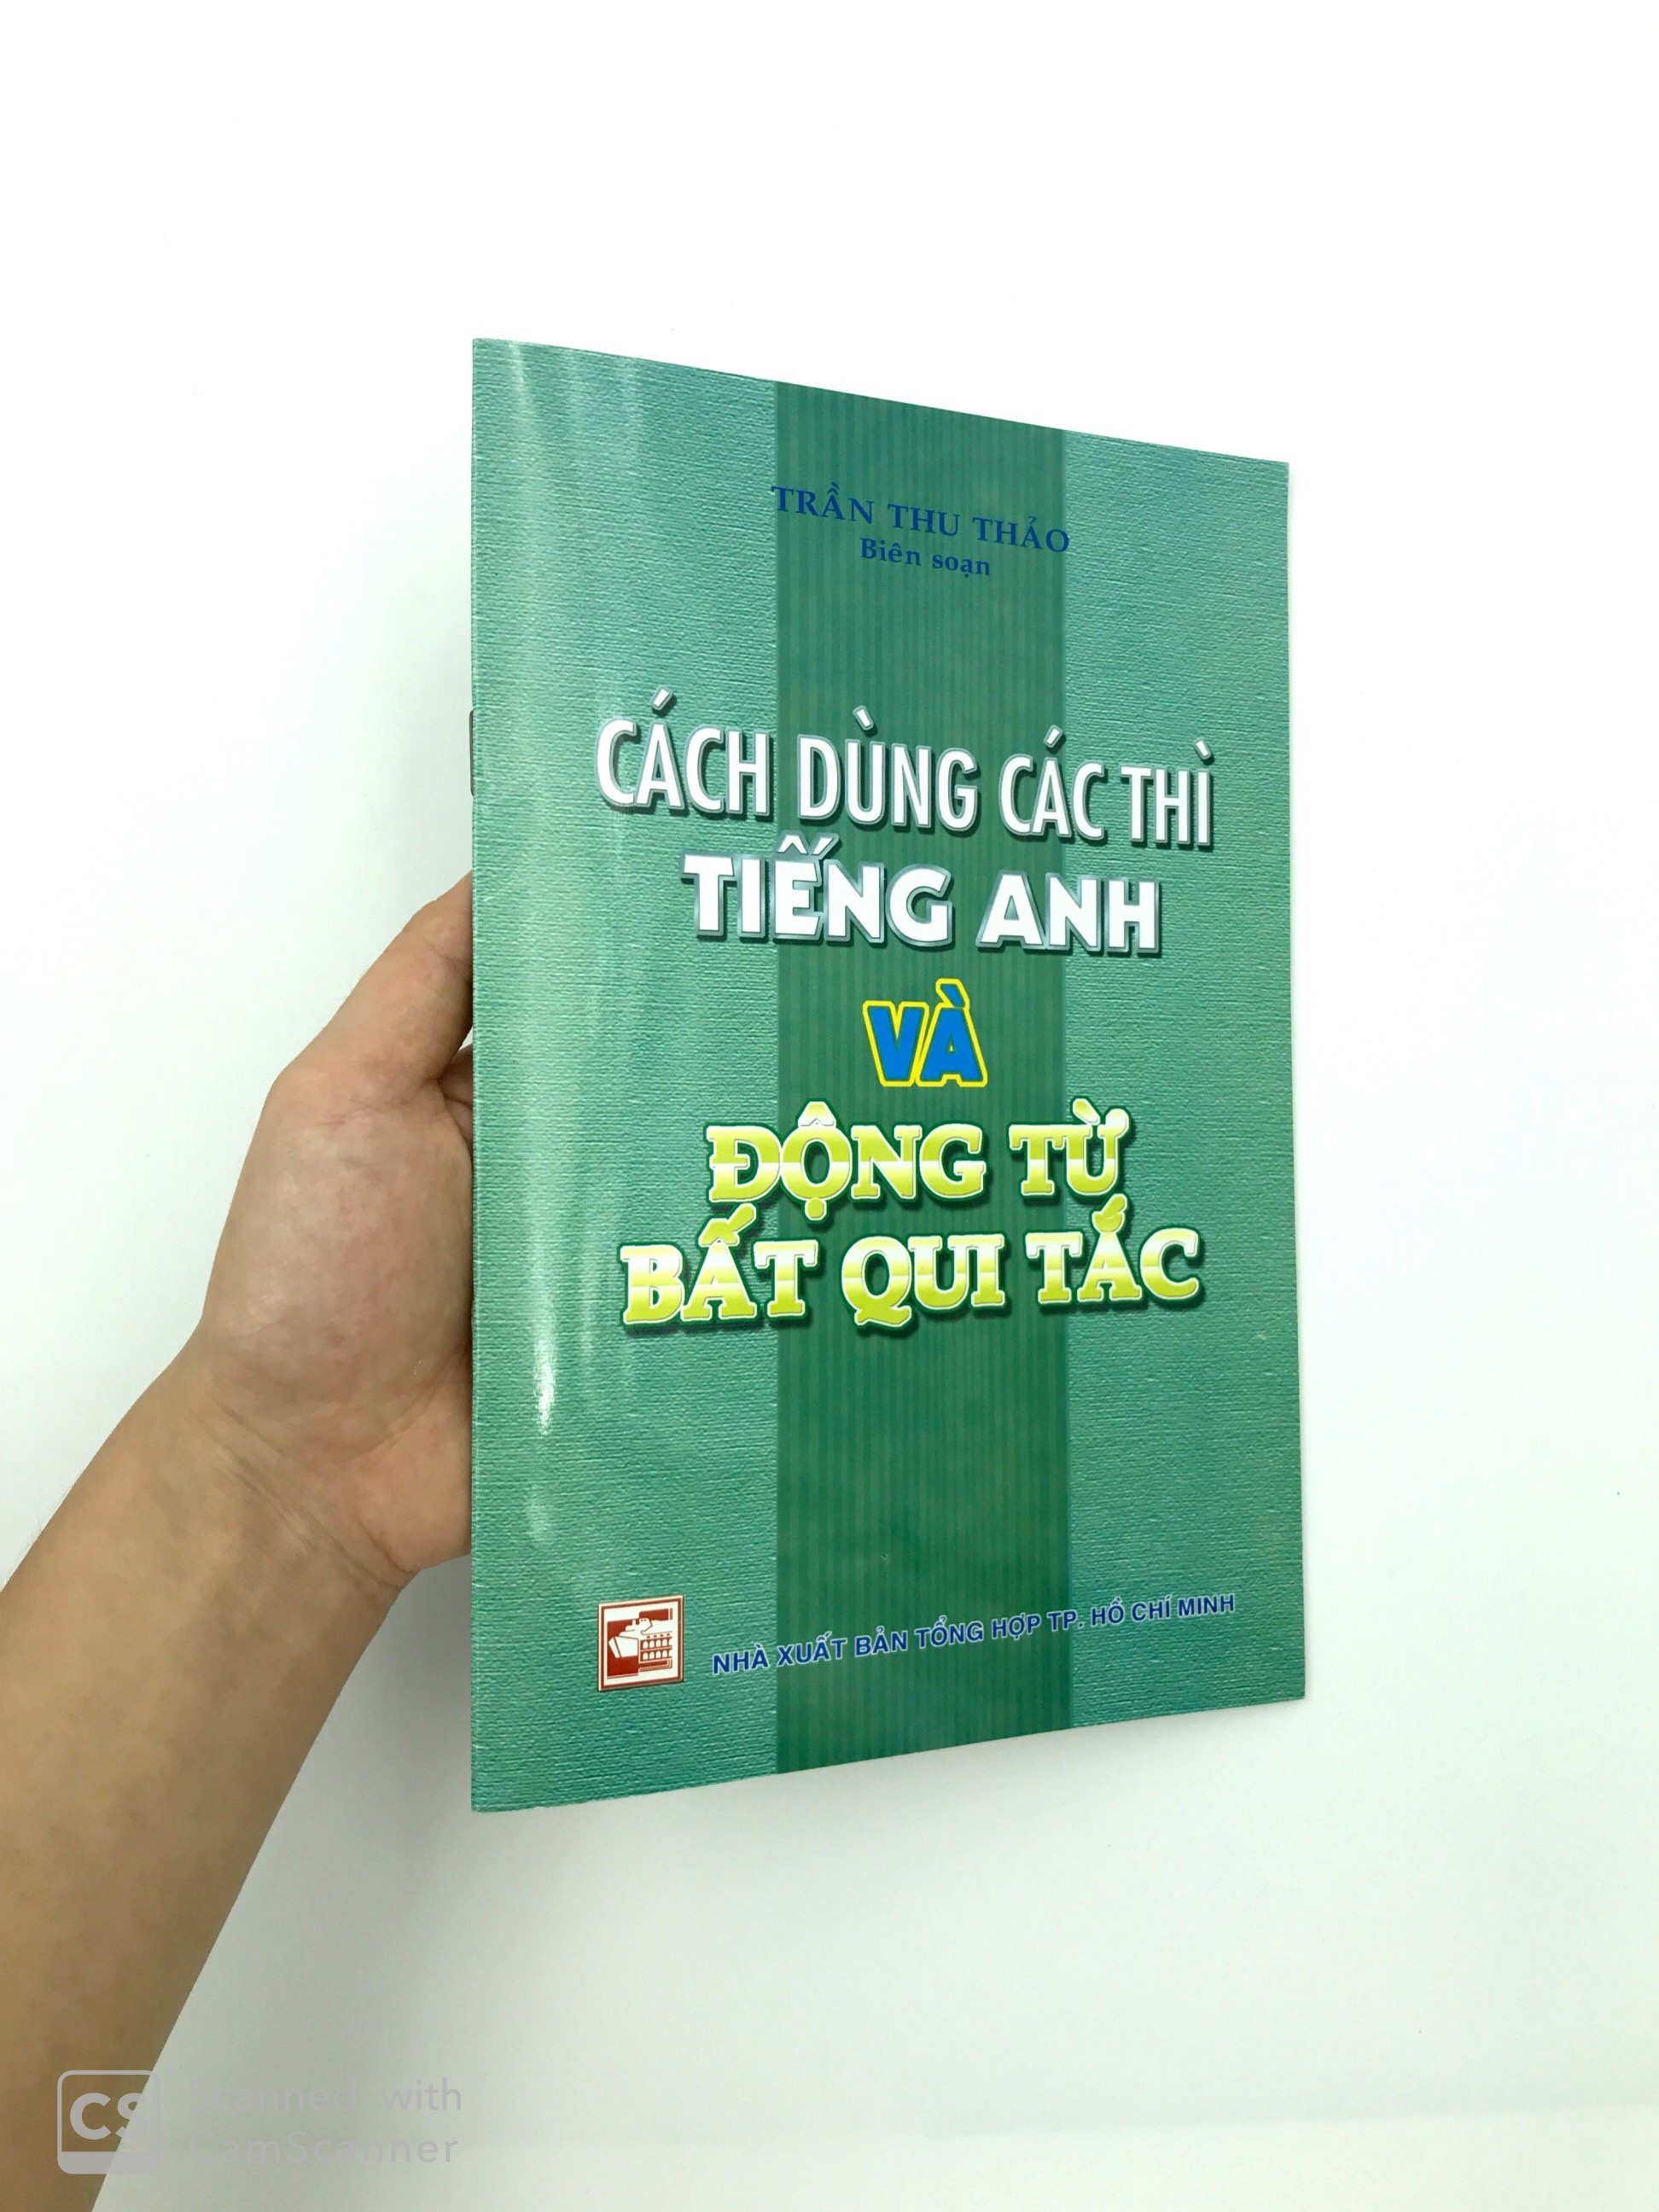 TRẦN THU THẢO
Biên soạn
CÁCH DÙNG CÁC THÌ
TIẾNG ANH
VÀ
ĐỘNG TỪ
BẤT QUI TẮC
NHÀ XUẤT BẢN TỔNG HỢP TP. HỒ CHÍ MINH
CS Scanned with
CamScanner